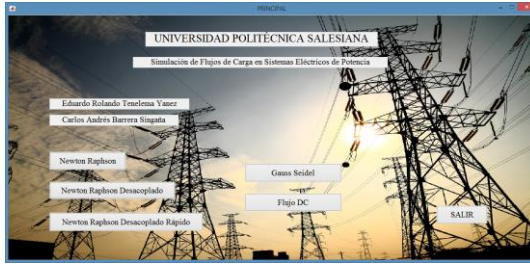 PRINCIPAL
UNIVERSIDAD POLITÉCNICA SALESIANA
Simulación de Flujos de Carga en Sistemas Eléctricos de Potencia
Eduardo Rolando Tenelema Yanez
Carlos Andrés Barrera Singaña
Newton Raphson
Gauss Seidel
Newton Raphson Desacoplado
Flujo DC
Newton Raphson Desacoplado Rápido
SALIR